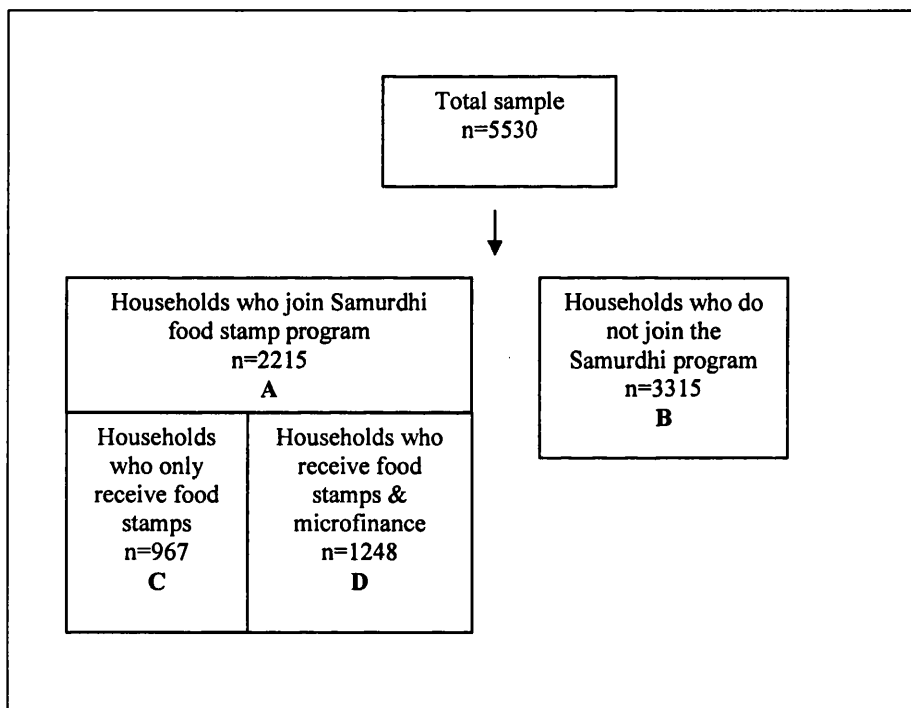 Total sample
n=5530
Households who join Samurdhi
food stamp program
n=2215
A
Households who do
not join the
Samurdhi program
n=3315
B
Households
who only
receive food
stamps
n=967
C
Households who
receive food
stamps &
microfinance
n=1248
D